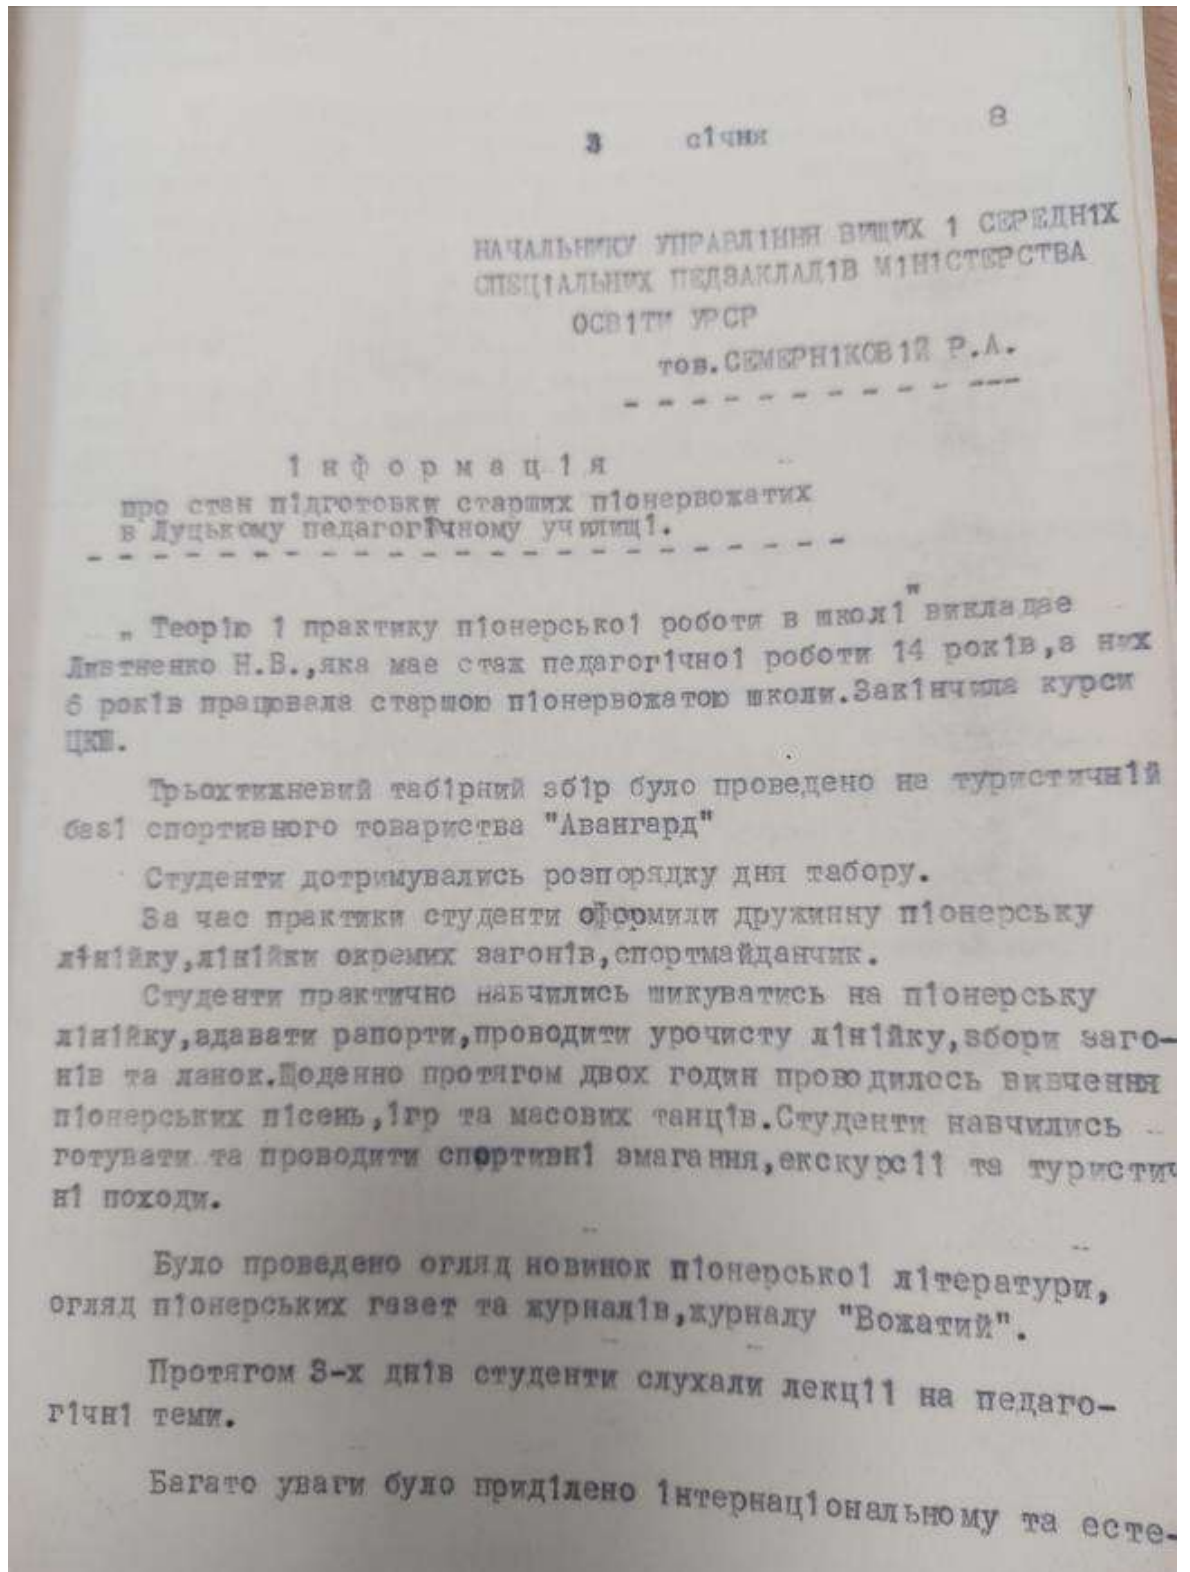 3 січня 8
НАЧАЛЬНИКУ УПРАВЛІННЯ ВИЩИХ І СЕРЕДНІХ
СПЕЦІАЛЬНИХ ПЕДЗАКЛАДІВ МІНІСТЕРСТВА
ОСВІТИ УРСР
тов.СЕМЕРНІКОВІЙ Р.А.
Інформація
про стан підготовки старших піонервожатих
в Луцькому педагогічному училищі.
„ Теорію і практику піонерської роботи в школі" викладає
Н.В.,яка має стаж педагогічної роботи 14 років,з них
6 років працювала старшою піонервожатою школи.Закінчила курси
ЦКШ.
Трьохтижневий табірний збір було проведено на туристичній
базі спортивного товариства "Авангард"
Студенти дотримувались розпорядку дня табору.
За час практики студенти оформили дружинну піонерську
лінійку,лінійки окремих загонів,спортмайданчик.
Студенти практично навчились шикуватись на піонерську
лінійку,здавати рапорти,проводити урочисту лінійку,збори заго-
нів та ланок.Щоденно протягом двох годин проводилось вивчення
піонерських пісень,ігр та масових танців.Студенти навчились
готувати та проводити спортивні змагання,екскурсії та туристич
ні походи.
Було проведено огляд новинок піонерської літератури,
огляд піонерських газет та журналів,журналу "Вожатий".
Протягом 3-х днів студенти слухали лекції на педаго-
гічні теми.
Багато уваги було приділено інтернаціональному та есте-